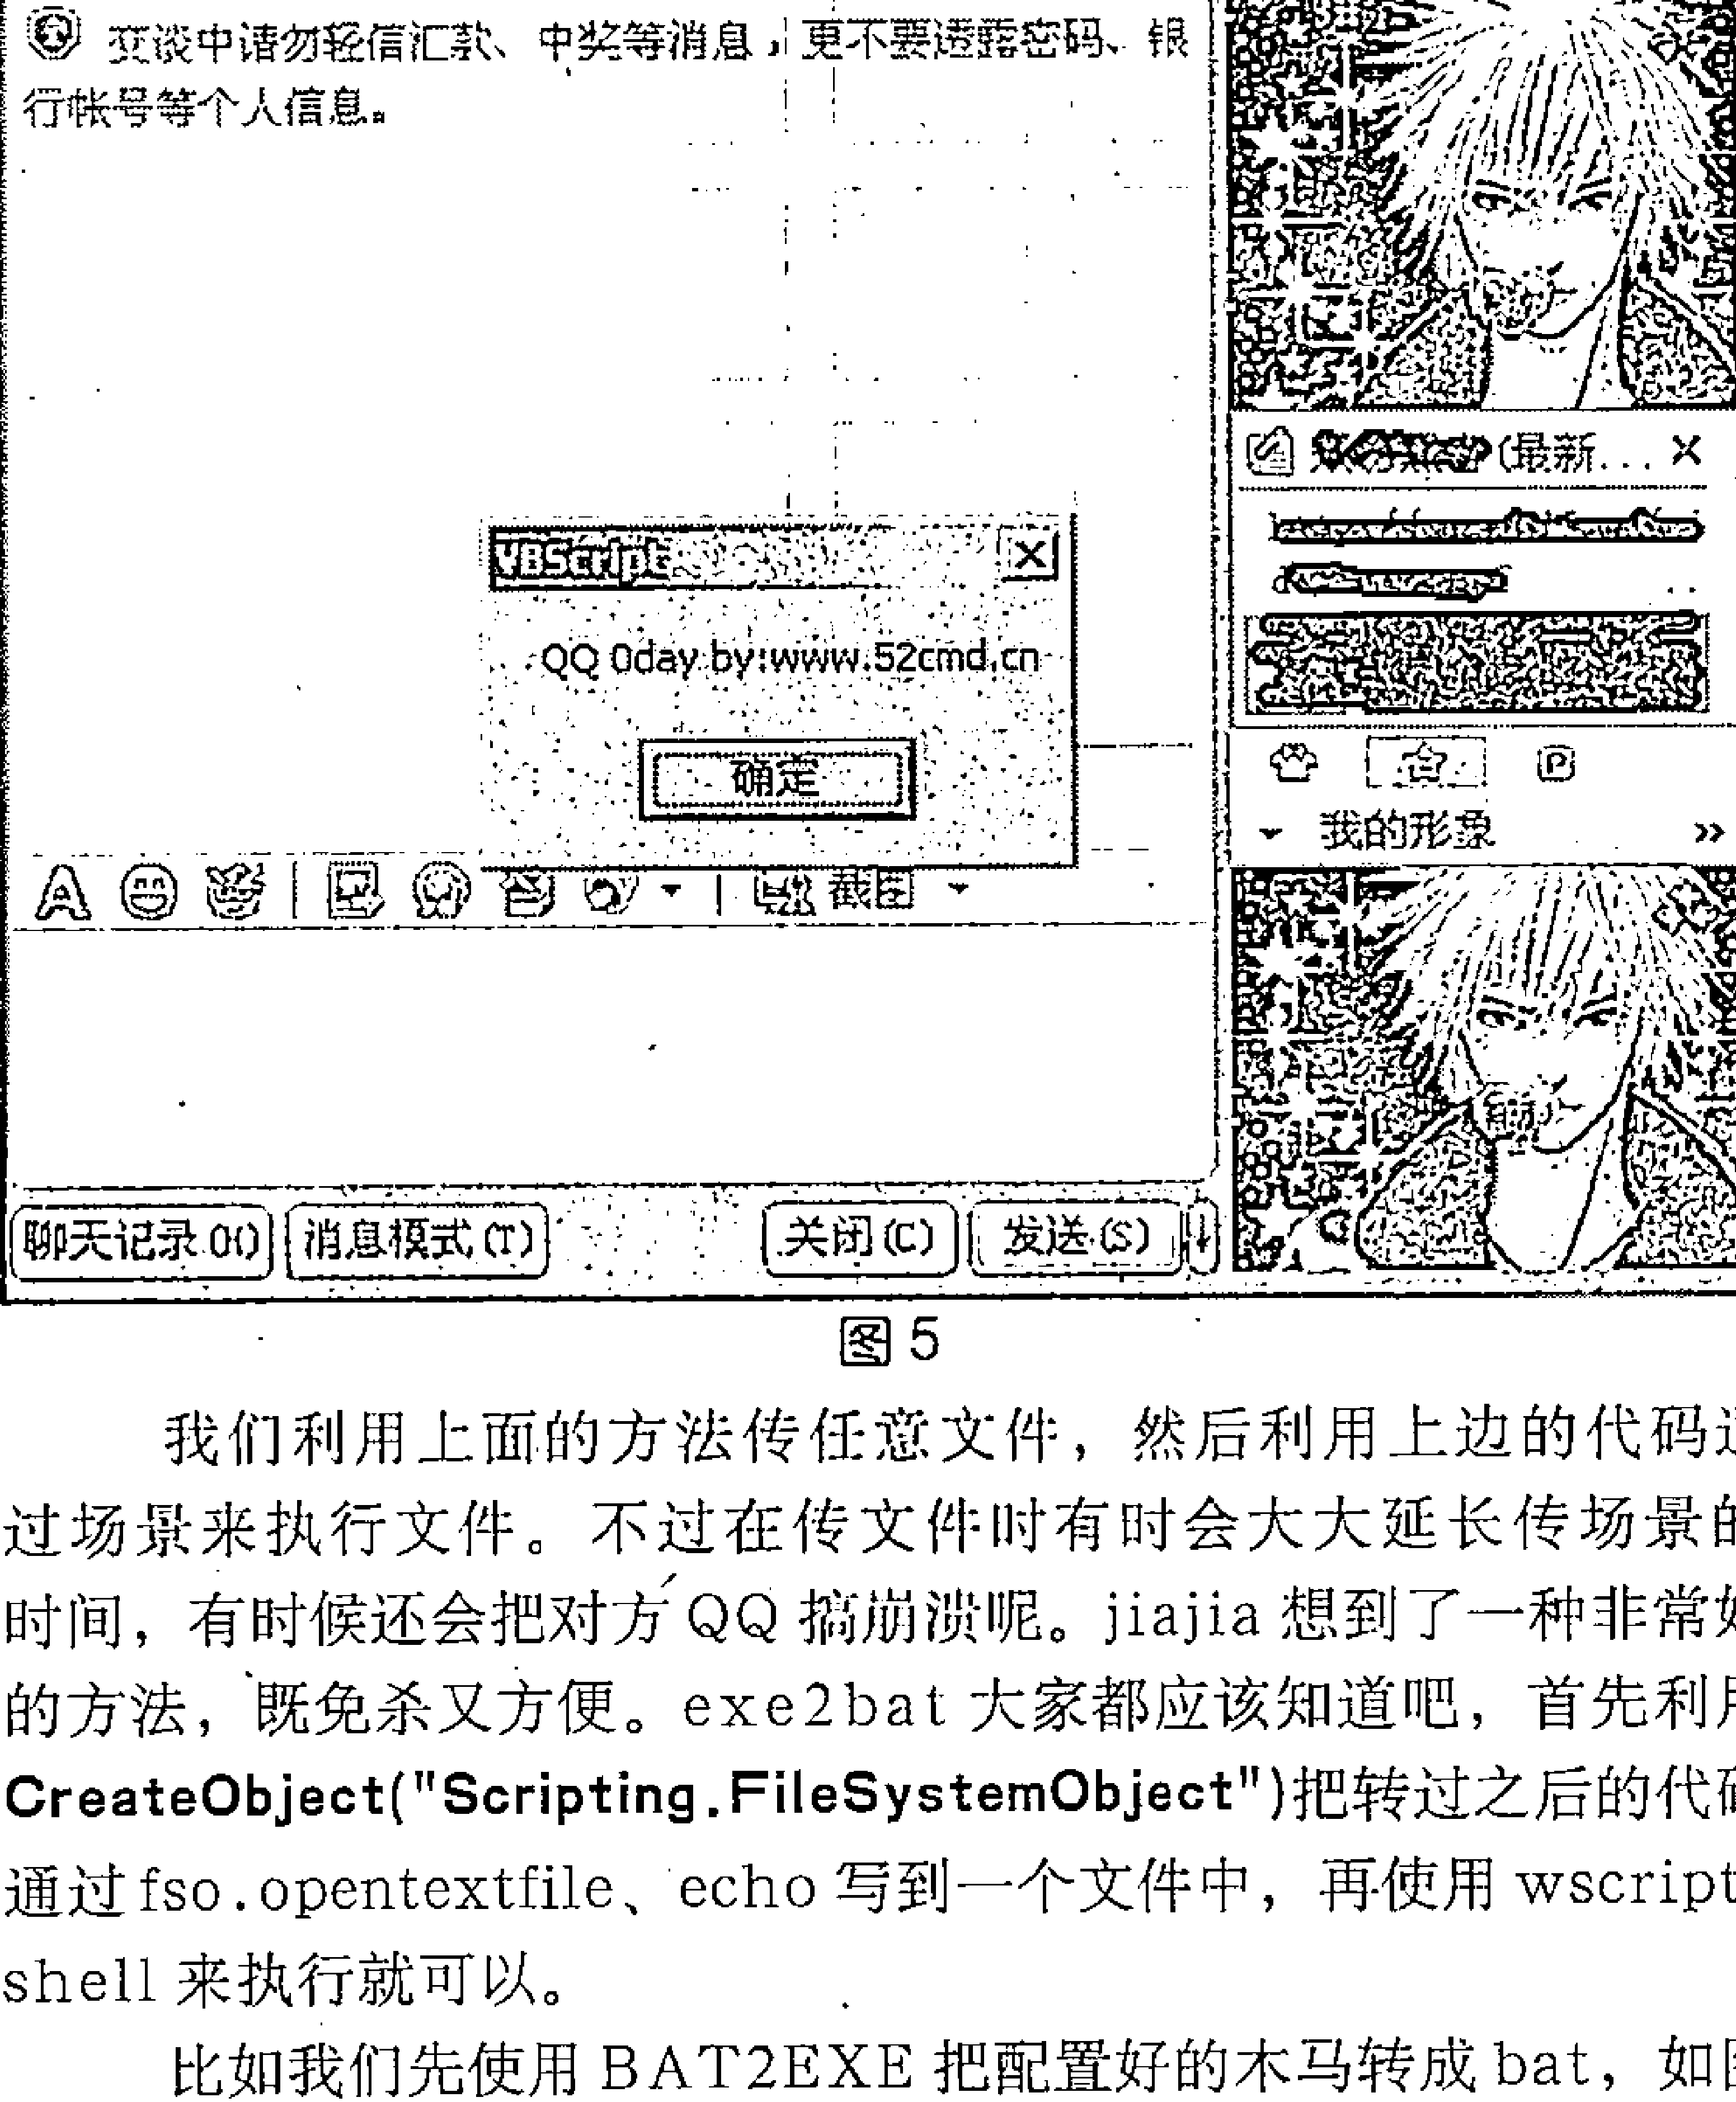 交谈中请勿轻信汇款、中奖等消息，更不要透露密码、银
行帐号等个人信息。
(最新...
VBScript
QQ 0day by:www.52cmd.cn
确定
我的形象
截图
聊天记录(H)
消息模式(T)
关闭(C)
发送(S)
图5
我们利用上面的方法传任意文件，然后利用上边的代码通
过场景来执行文件。不过在传文件时有时会大大延长传场景的
时间，有时候还会把对方QQ搞崩溃呢。jiajia想到了一种非常好
的方法，既免杀又方便。exe2bat大家都应该知道吧，首先利用
CreateObject("Scripting.FileSystemObject")把转过之后的代码
通过fso.opentextfile、echo写到一个文件中，再使用wscript
shell来执行就可以。
比如我们先使用BAT2EXE把配置好的木马转成bat，如图